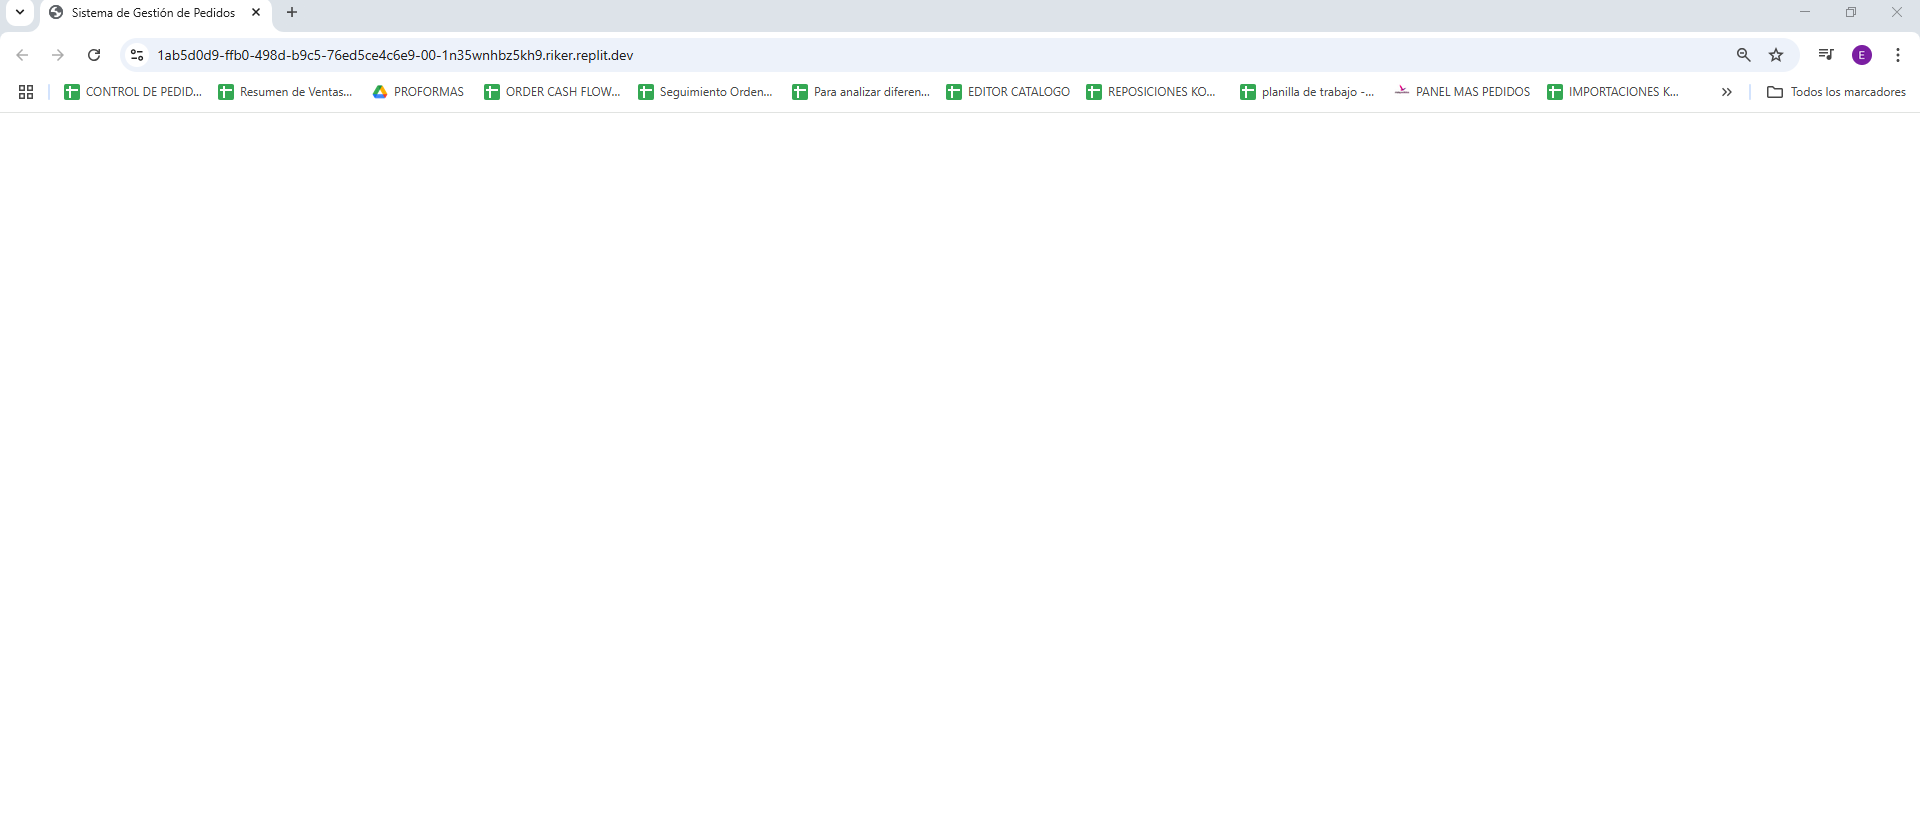 Sistema de Gestión de Pedidos
1ab5d0d9-ffb0-498d-b9c5-76ed5ce4c6e9-00-1n35wnhbz5kh9.riker.replit.dev
E
CONTROL DE PEDID... Resumen de Ventas... PROFORMAS ORDER CASH FLOW... Seguimiento Orden... Para analizar diferen... EDITOR CATALOGO REPOSICIONES KO... planilla de trabajo -... PANEL MAS PEDIDOS IMPORTACIONES K... Todos los marcadores